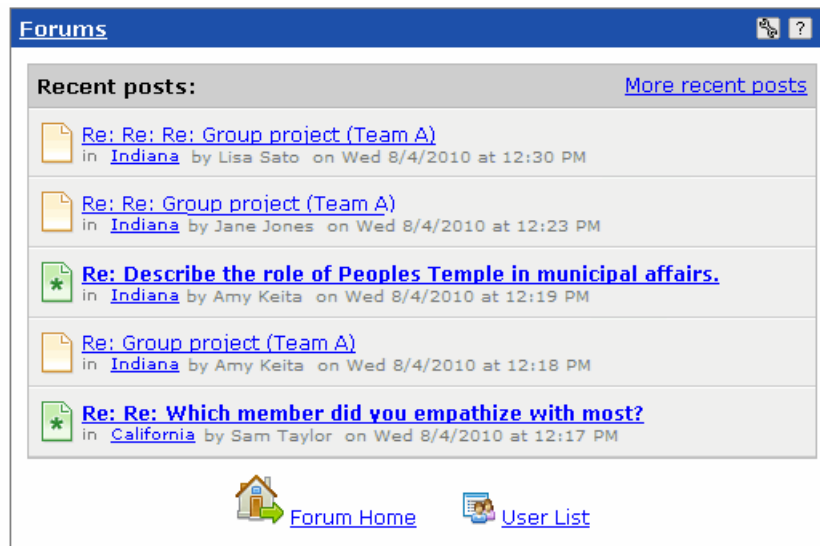 Forums
?
Recent posts: More recent posts
Re: Re: Re: Group project (Team A)
in Indiana by Lisa Sato on Wed 8/4/2010 at 12:30 PM
Re: Re: Group project (Team A)
in Indiana by Jane Jones on Wed 8/4/2010 at 12:23 PM
Re: Describe the role of Peoples Temple in municipal affairs.
in Indiana by Amy Keita on Wed 8/4/2010 at 12:19 PM
Re: Group project (Team A)
in Indiana by Amy Keita on Wed 8/4/2010 at 12:18 PM
Re: Re: Which member did you empathize with most?
in California by Sam Taylor on Wed 8/4/2010 at 12:17 PM
Forum Home User List